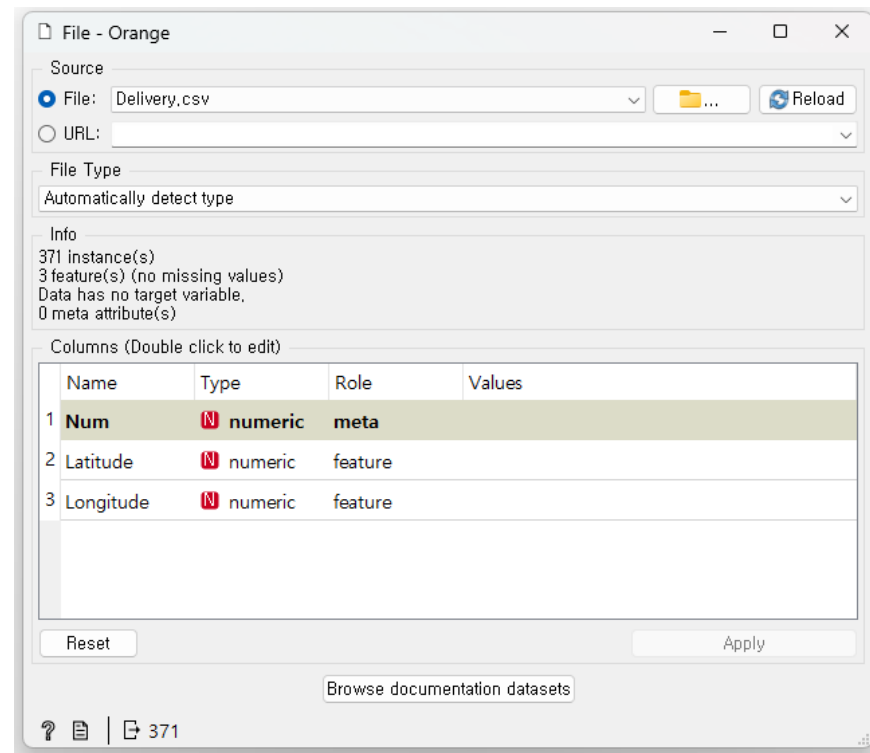 File - Orange
Source
File: Delivery.csv ... Reload
URL:
File Type
Automatically detect type
Info
371 instance(s)
3 feature(s) (no missing values)
Data has no target variable.
0 meta attribute(s)
Columns (Double click to edit)
Name Type Role Values
1 Num N numeric meta
2 Latitude N numeric feature
3 Longitude N numeric feature
Reset Apply
Browse documentation datasets
? 371